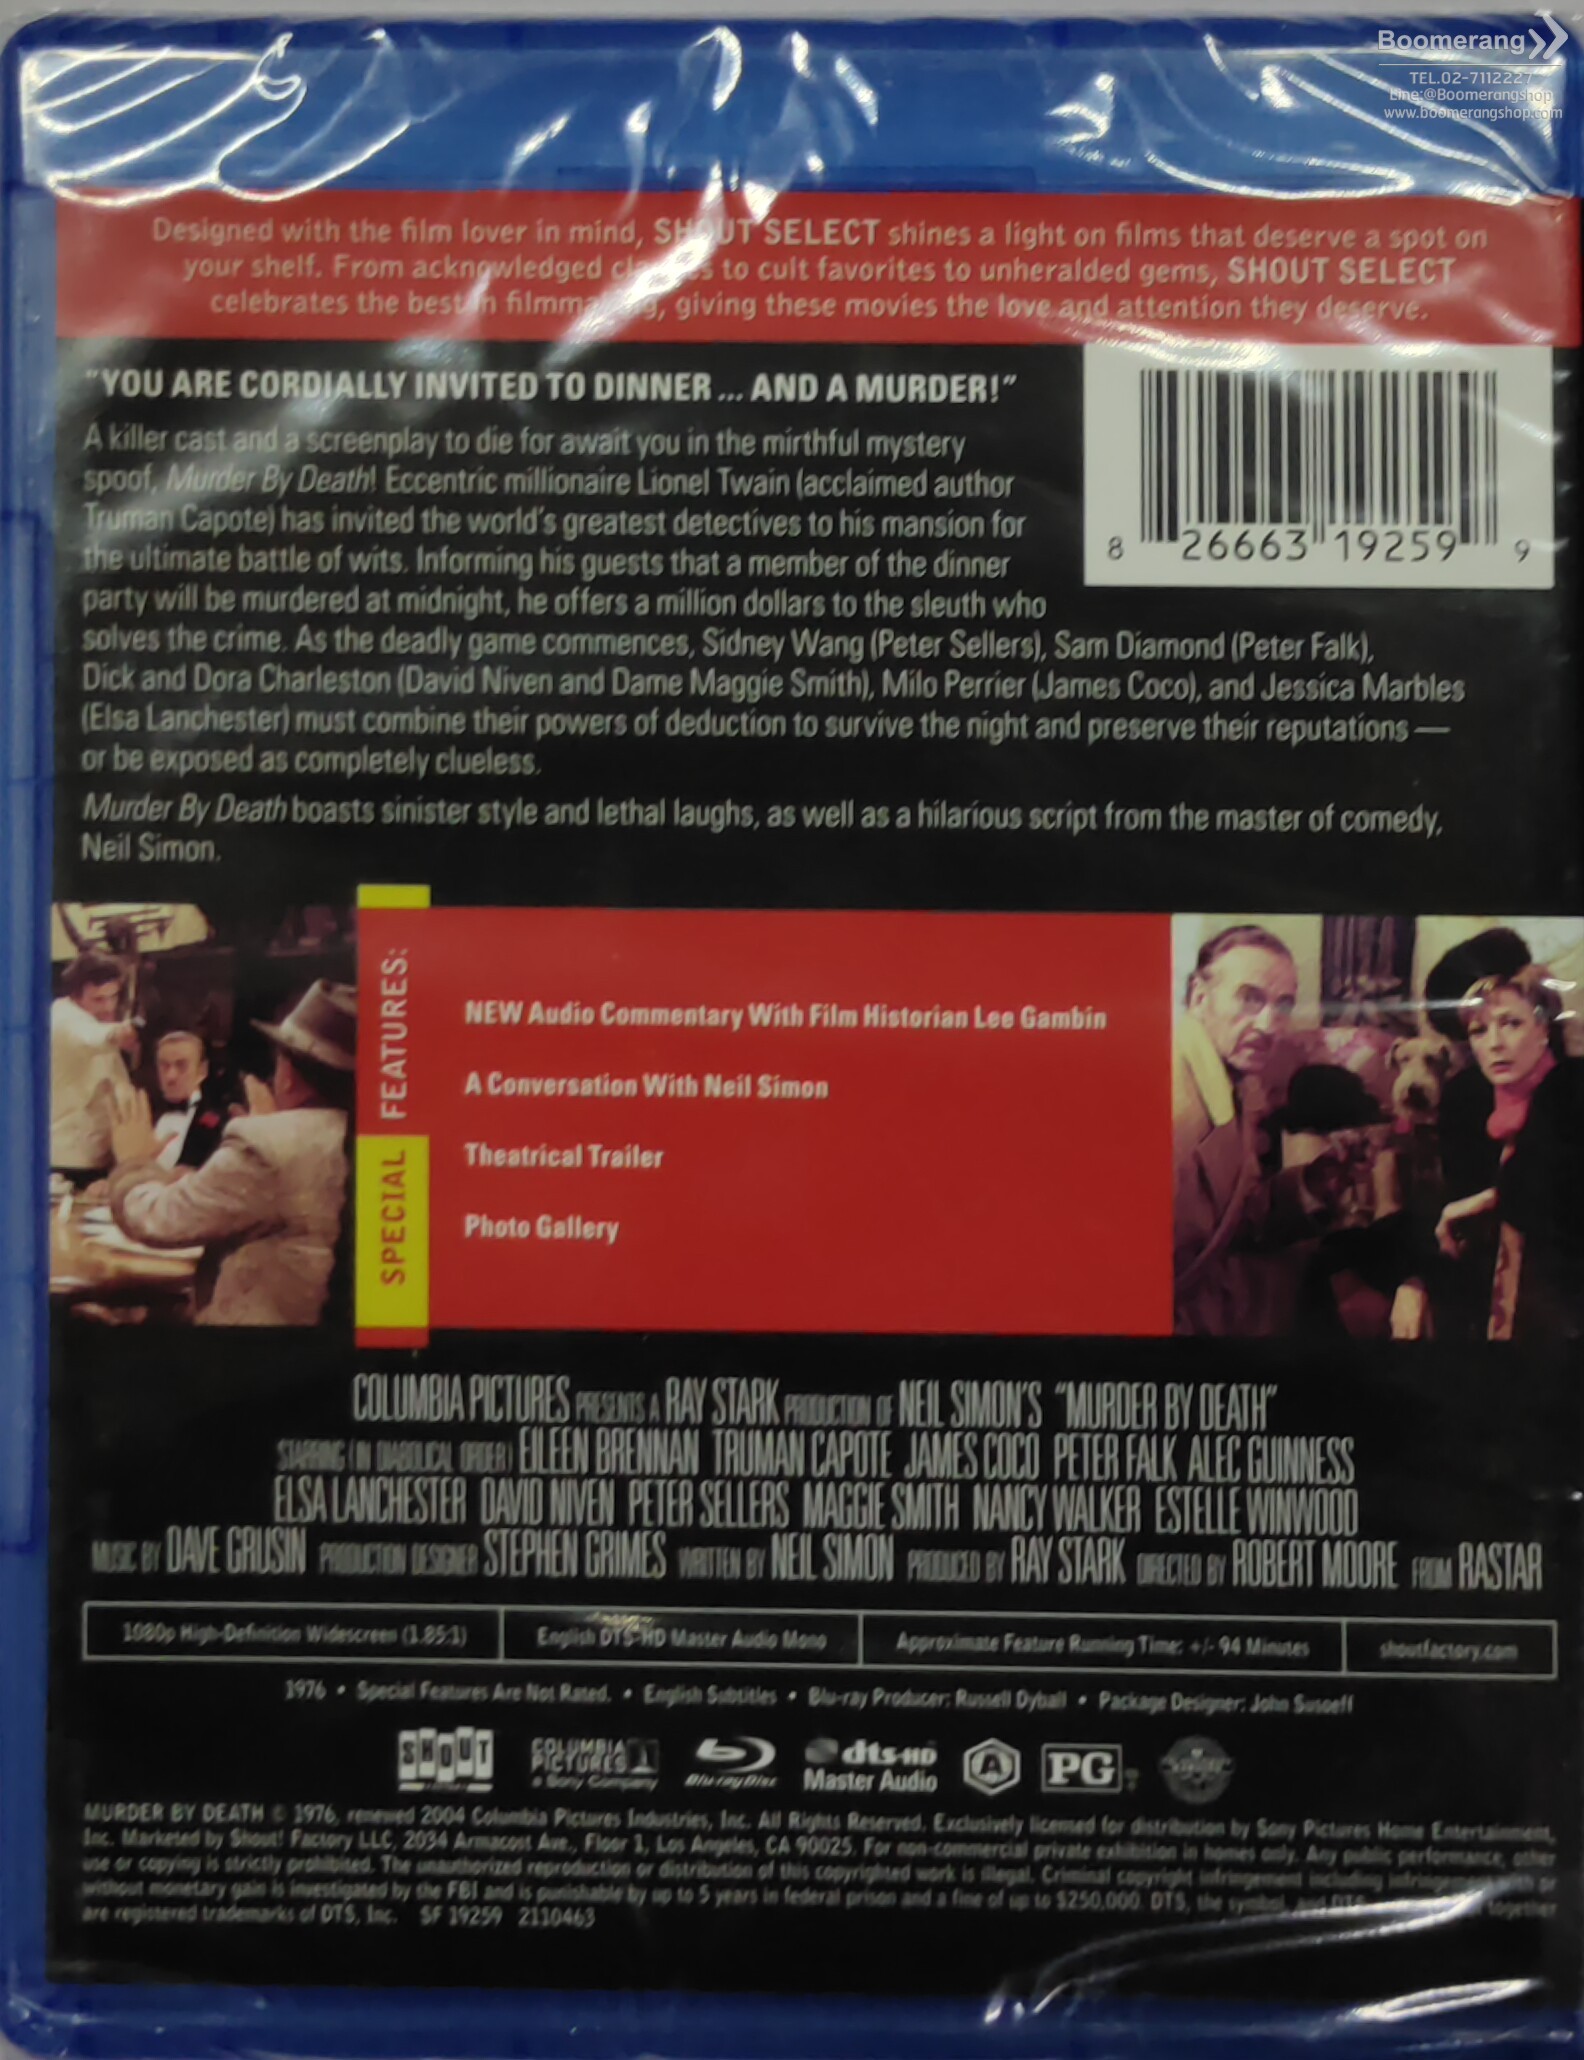 Boomerang
TEL.02-7112227
Line:@Boomerangshop
www.boomerangshop.com
Designed with the film lover in mind, SHOUT SELECT shines a light on films that deserve a spot on
your shelf. From acknowledged to cult favorites to unheralded gems, SHOUT SELECT
celebrates the best in filmmaking, giving these movies the love and attention they deserve.
"YOU ARE CORDIALLY INVITED TO DINNER... AND A MURDER!"
A killer cast and a screenplay to die for await you in the mirthful mystery
spoof, Murder By Death! Eccentric millionaire Lionel Twain (acclaimed author
Truman Capote) has invited the world's greatest detectives to his mansion for
the ultimate battle of wits. Informing his guests that a member of the dinner
party will be murdered at midnight, he offers a million dollars to the sleuth who
solves the crime. As the deadly game commences, Sidney Wang (Peter Sellers), Sam Diamond (Peter Falk),
Dick and Dora Charleston (David Niven and Dame Maggie Smith), Milo Perrier (James Coco), and Jessica Marbles
(Elsa Lanchester) must combine their powers of deduction to survive the night and preserve their reputations —
or be exposed as completely clueless.
Murder By Death boasts sinister style and lethal laughs, as well as a hilarious script from the master of comedy,
Neil Simon.
8 26663 19259 9
SPECIAL FEATURES:
NEW Audio Commentary With Film Historian Lee Gambin
A Conversation With Neil Simon
Theatrical Trailer
Photo Gallery
COLUMBIA PICTURES PRESENTS A RAY STARK PRODUCTION OF NEIL SIMON'S "MURDER BY DEATH"
STARRING (IN DIABOLICAL ORDER) EILEEN BRENNAN TRUMAN CAPOTE JAMES COCO PETER FALK ALEC GUINNESS
ELSA LANCHESTER DAVID NIVEN PETER SELLERS MAGGIE SMITH NANCY WALKER ESTELLE WINWOOD
MUSIC BY DAVE GRUSIN PRODUCTION DESIGNER STEPHEN GRIMES WRITTEN BY NEIL SIMON PRODUCED BY RAY STARK DIRECTED BY ROBERT MOORE FROM RASTAR
1080p High-Definition Widescreen (1.85:1) English DTS-HD Master Audio Mono Approximate Feature Running Time: +/- 94 Minutes shoutfactory.com
1976 • Special Features Are Not Rated. • English Subtitles • Blu-ray Producer: Russell Dyball • Package Designer: John Susoeff
SHOUT COLUMBIA PICTURES a Sony Company Blu-ray Disc dts-HD Master Audio A PG
MURDER BY DEATH © 1976, renewed 2004 Columbia Pictures Industries, Inc. All Rights Reserved. Exclusively licensed for distribution by Sony Pictures Home Entertainment,
Inc. Marketed by Shout! Factory LLC, 2034 Armacost Ave., Floor 1, Los Angeles, CA 90025. For non-commercial private exhibition in homes only. Any public performance, other
use or copying is strictly prohibited. The unauthorized reproduction or distribution of this copyrighted work is illegal. Criminal copyright infringement including infringement
without monetary gain is investigated by the FBI and is punishable by up to 5 years in federal prison and a fine of up to $250,000. DTS, the symbol, and DTS together
are registered trademarks of DTS, Inc. SF 19259 2110463